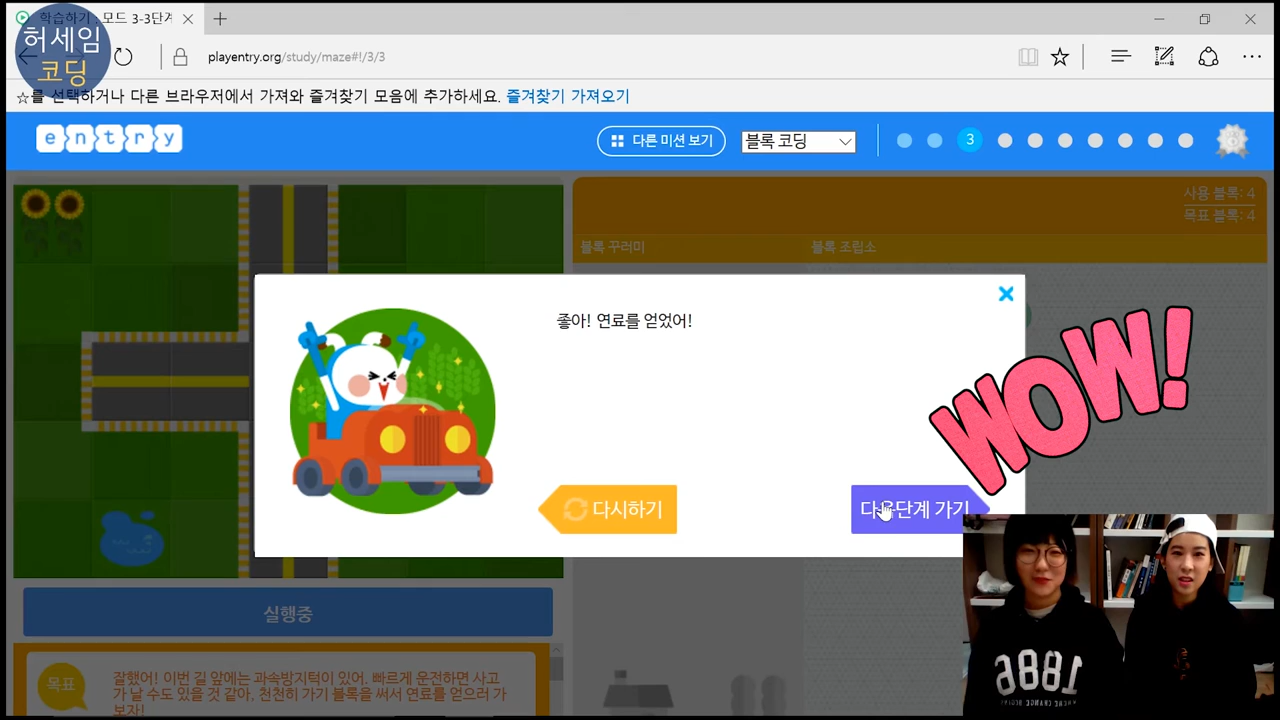 학습하기 : 모드 3-3단계
허세임
코딩
playentry.org/study/maze#!/3/3
☆를 선택하거나 다른 브라우저에서 가져와 즐겨찾기 모음에 추가하세요. 즐겨찾기 가져오기
entry
다른 미션 보기
블록 코딩
3
사용 블록: 4
목표 블록: 4
블록 꾸러미
블록 조립소
좋아! 연료를 얻었어!
WOW!
다시하기
다음단계 가기
실행중
목표
잘했어! 이번 길 앞에는 과속방지턱이 있어. 빠르게 운전하면 사고
가 날 수도 있을 것 같아. 천천히 가기 블록을 써서 연료를 얻으러 가
보자!
1886